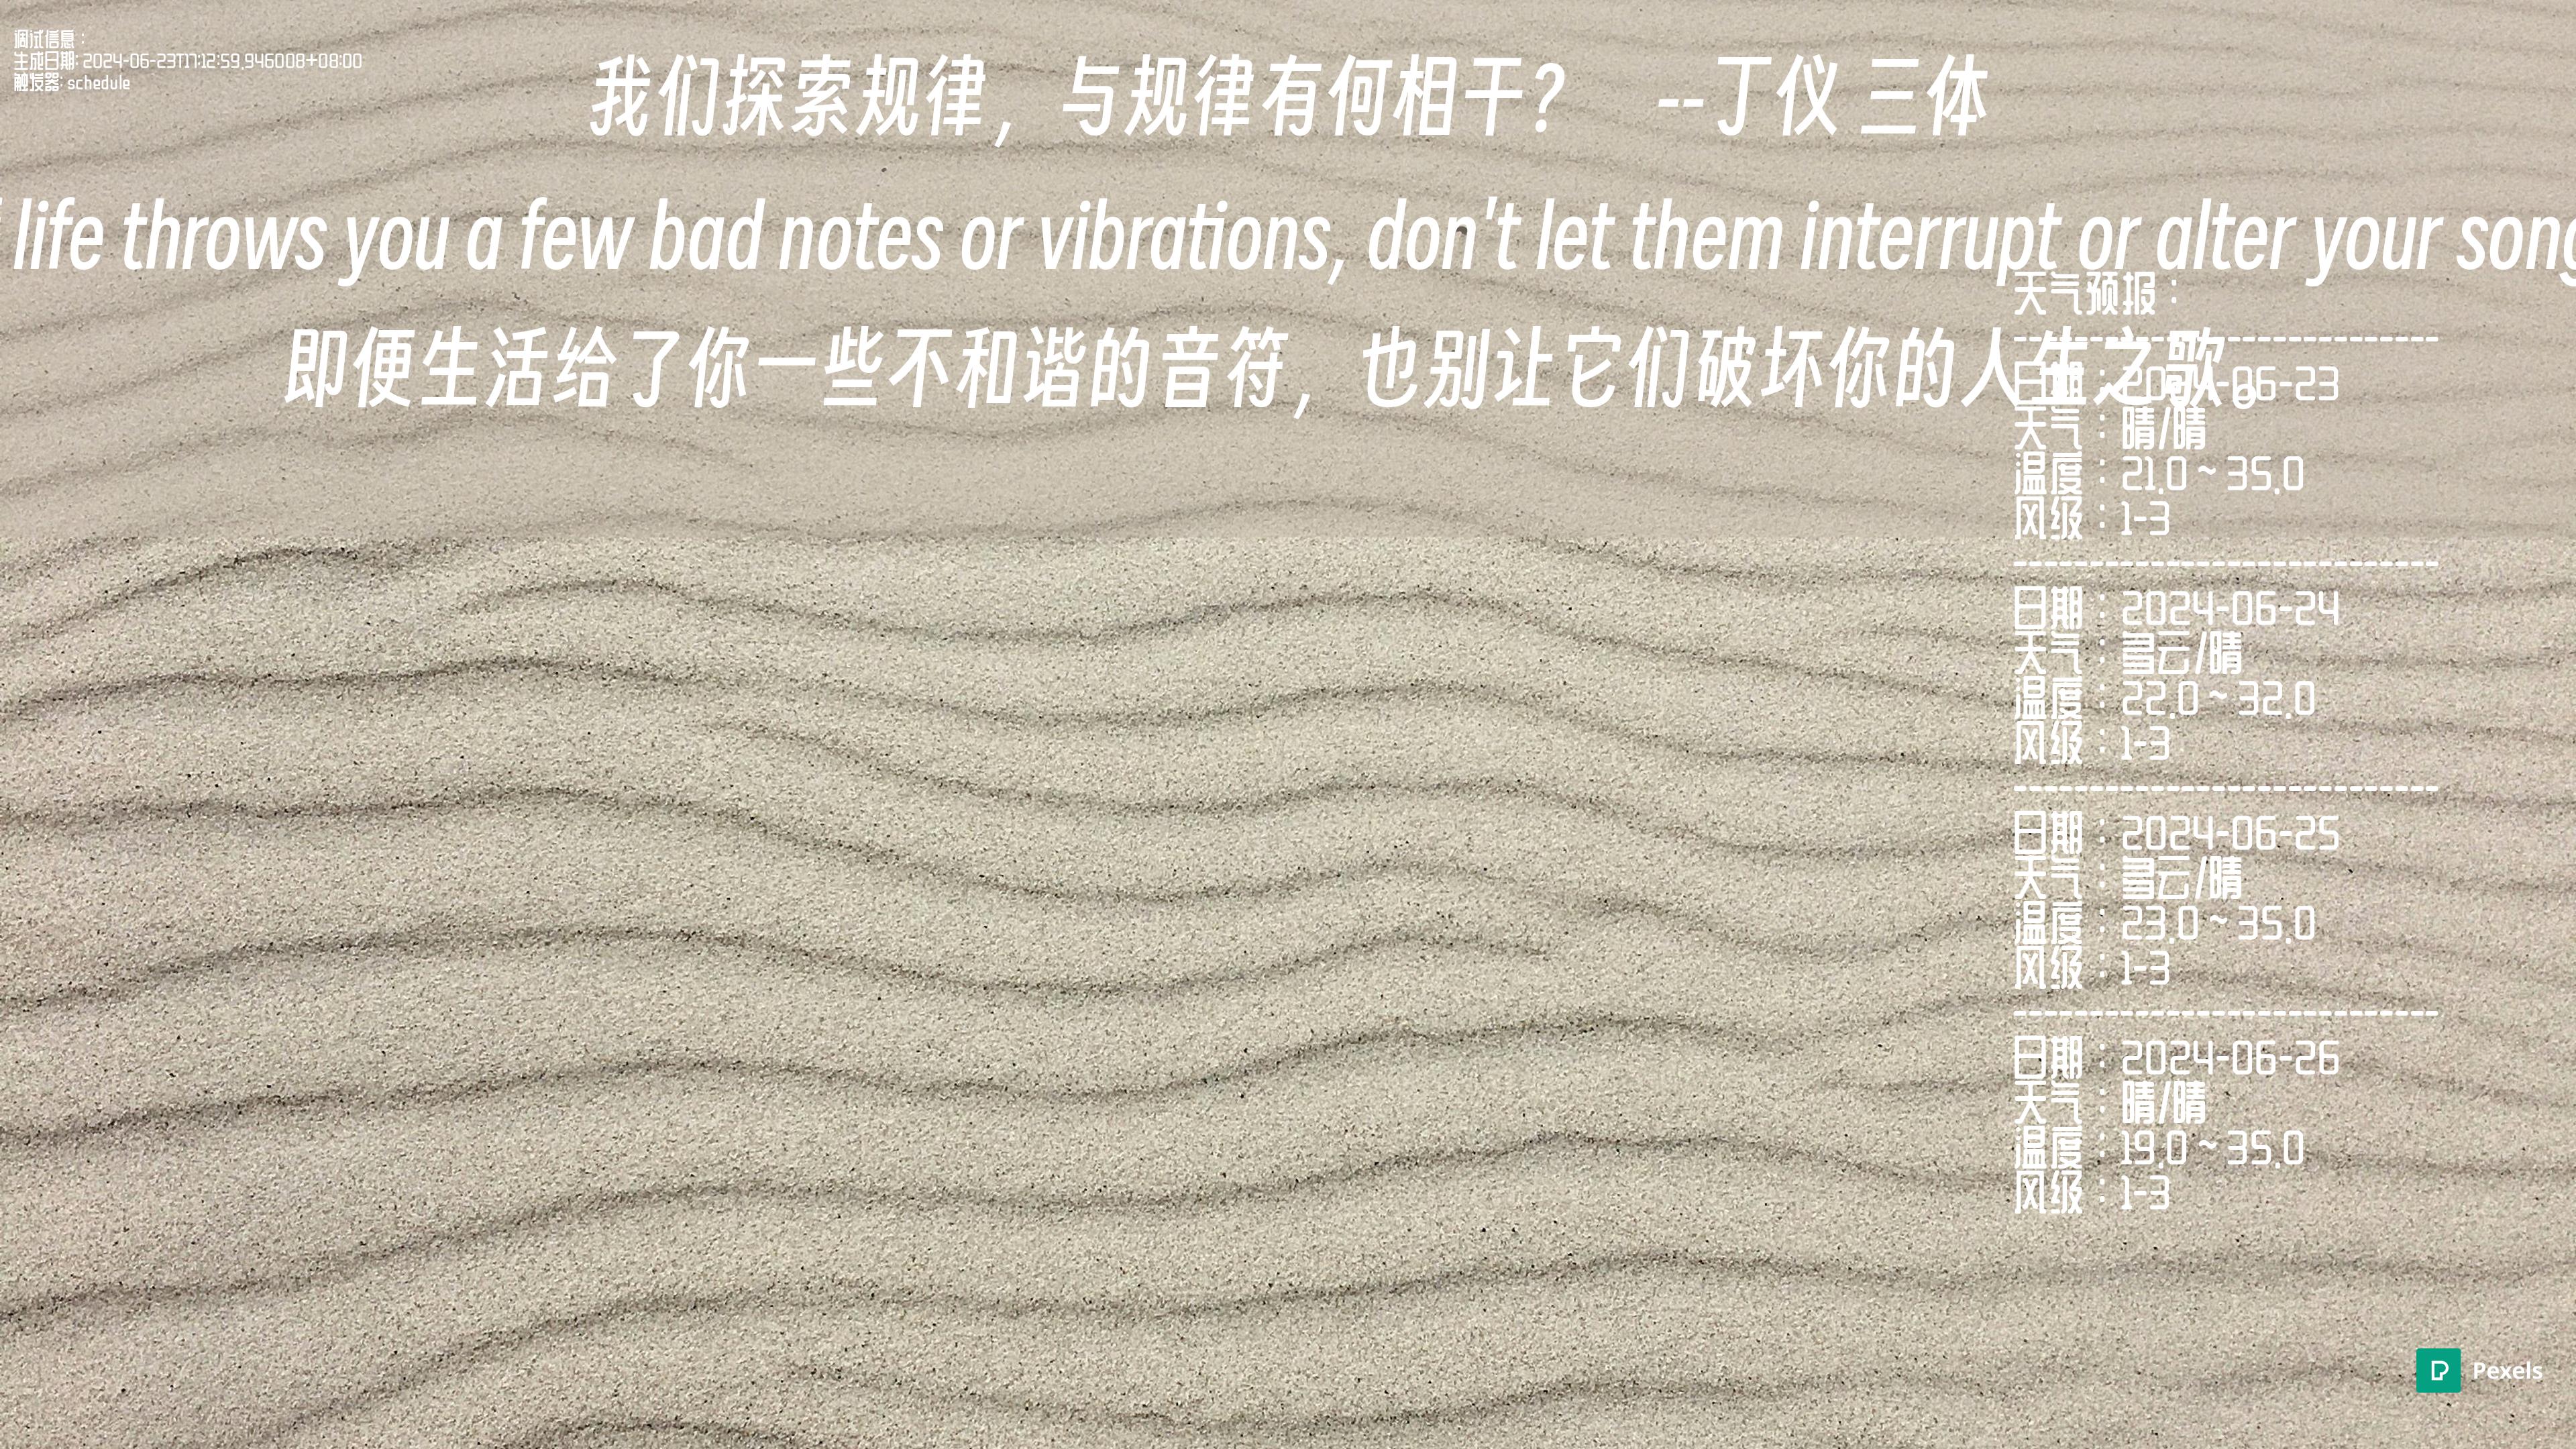 调试信息：
生成日期: 2024-06-23T17:12:59.946008+08:00
触发器: schedule
我们探索规律，与规律有何相干？ --丁仪 三体
life throws you a few bad notes or vibrations, don't let them interrupt or alter your song
即便生活给了你一些不和谐的音符，也别让它们破坏你的人生之歌。
天气预报：
------------------------------
日期：2024-06-23
天气：晴/晴
温度：21.0 ~ 35.0
风级：1-3
------------------------------
日期：2024-06-24
天气：多云/晴
温度：22.0 ~ 32.0
风级：1-3
------------------------------
日期：2024-06-25
天气：多云/晴
温度：23.0 ~ 35.0
风级：1-3
------------------------------
日期：2024-06-26
天气：晴/晴
温度：19.0 ~ 35.0
风级：1-3
Pexels